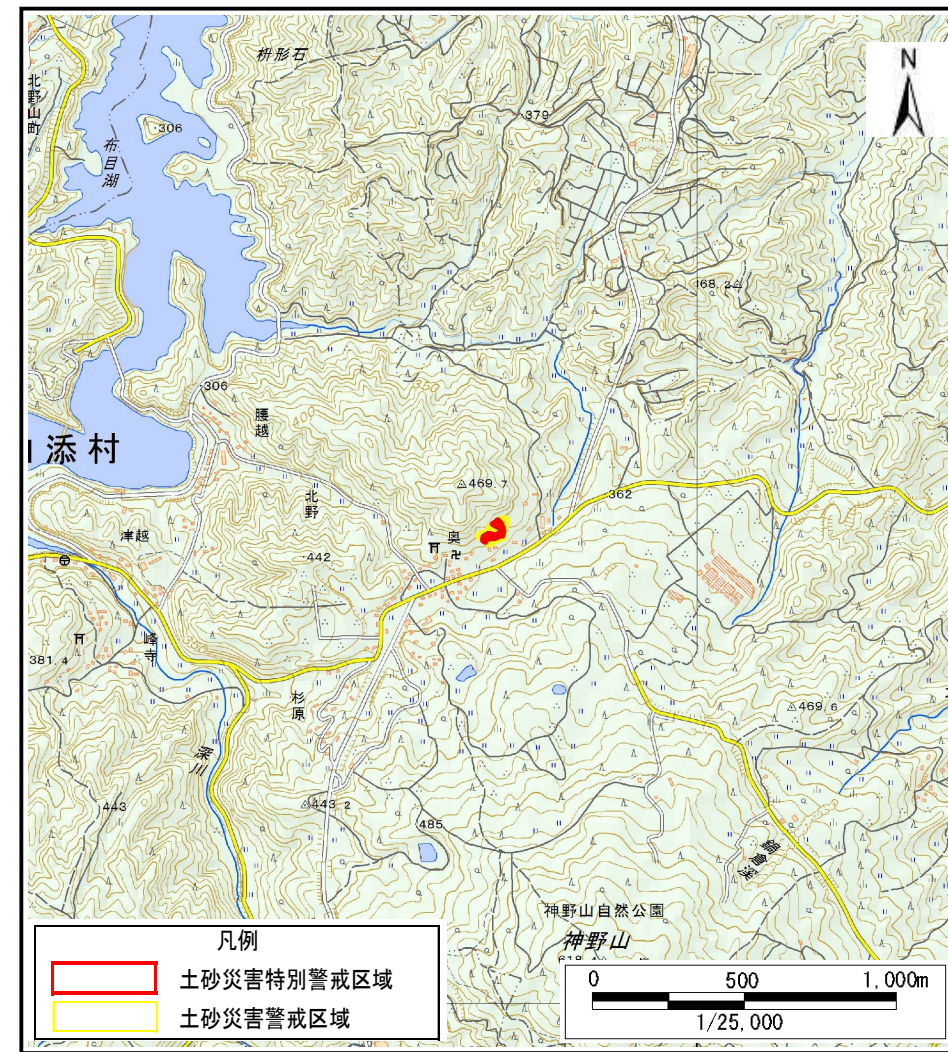 枡形石
N
北野山町
306
379
布目湖
168.2
306
腰越
添村
469.7
北野
362
奥
津越
442
峰寺
381.4
杉原
469.6
深川
443
443.2
485
鍋倉渓
神野山自然公園
神野山
凡例
土砂災害特別警戒区域
土砂災害警戒区域
0 500 1,000m
1/25,000